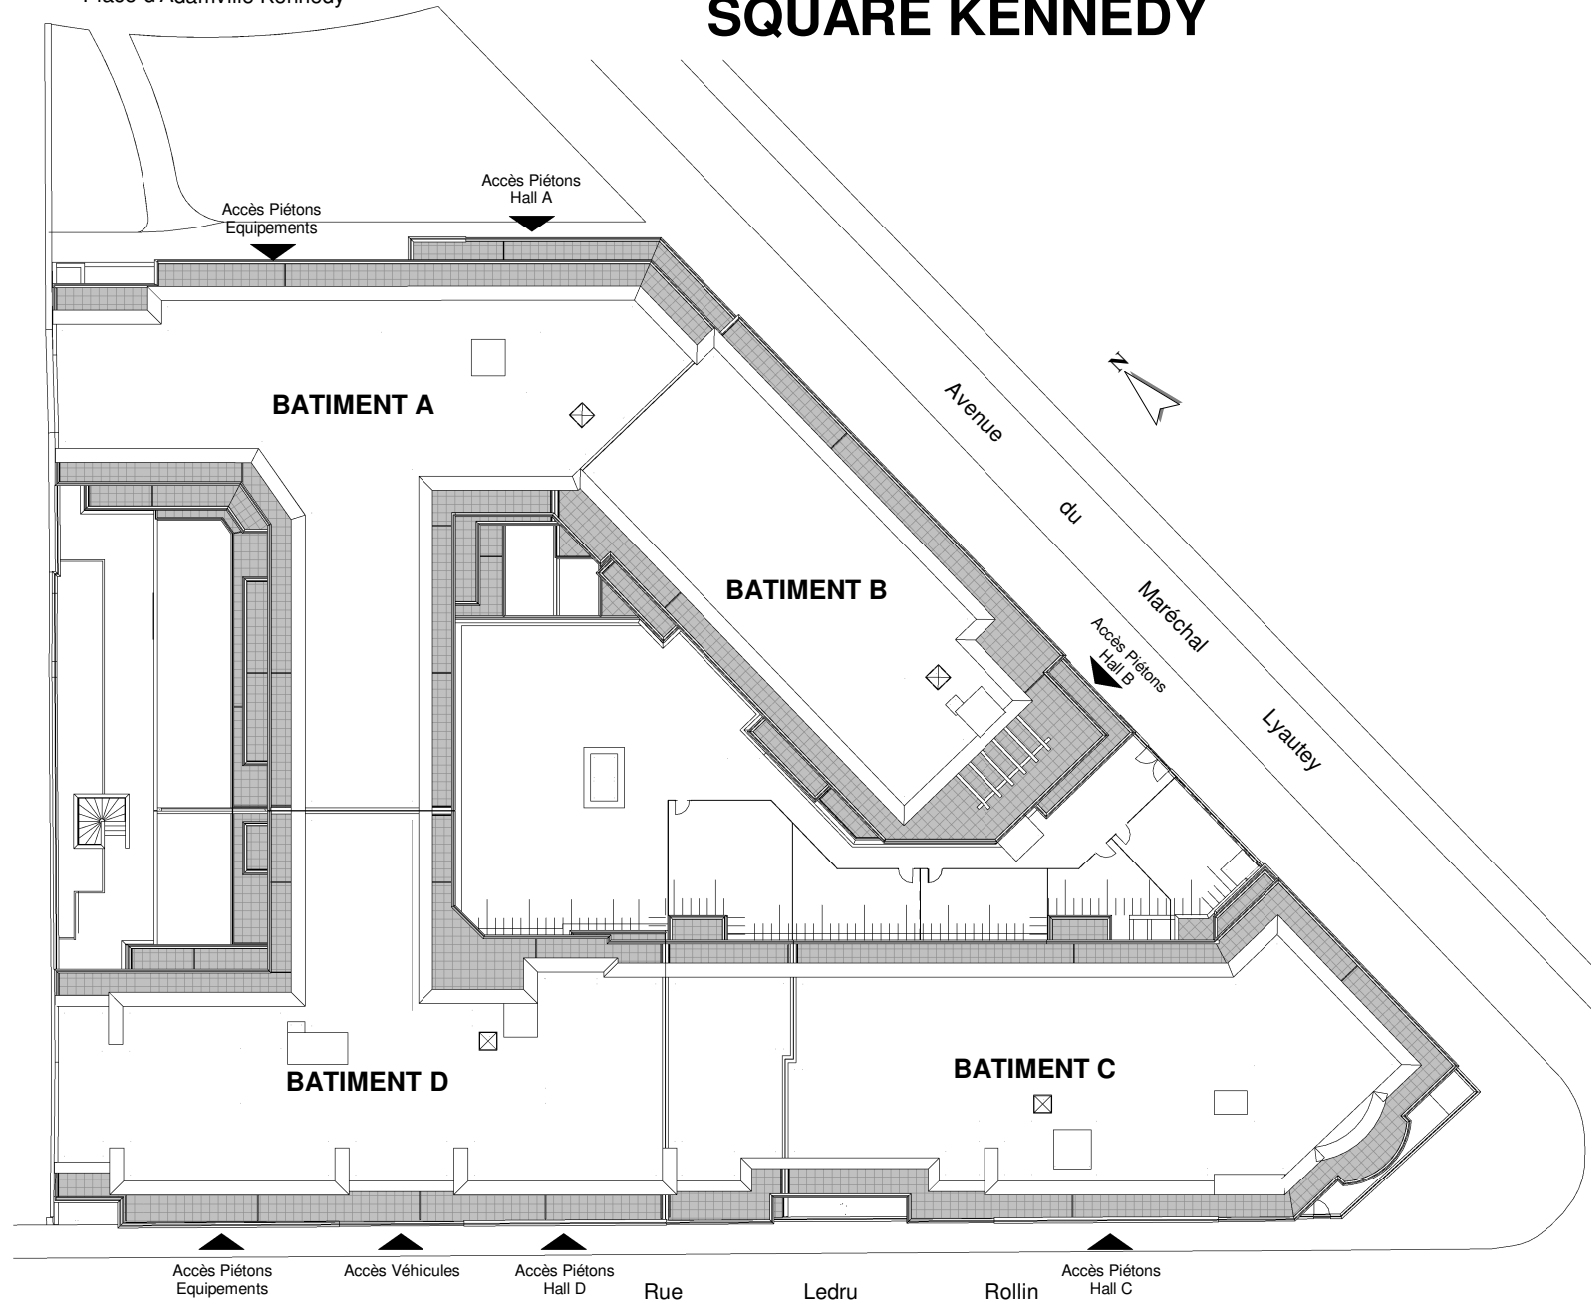 Place d'Adamville Kennedy
SQUARE KENNEDY
Accès Piétons
Hall A
Accès Piétons
Equipements
BATIMENT A
N
Avenue
du
Maréchal
Lyautey
BATIMENT B
Accès Piétons
Hall B
BATIMENT C
BATIMENT D
Accès Piétons
Equipements
Accès Véhicules
Accès Piétons
Hall D
Rue Ledru Rollin
Accès Piétons
Hall C